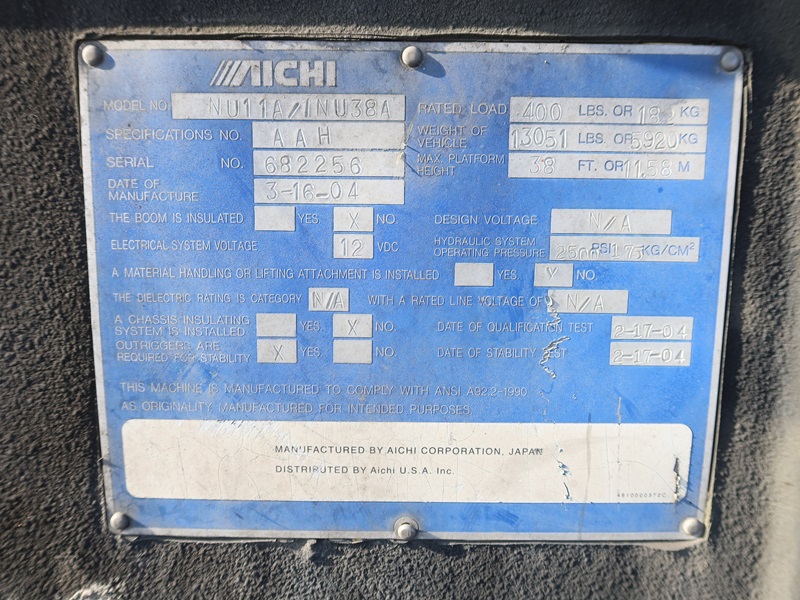 AICHI
MODEL NO NU11A/INU38A RATED LOAD 400 LBS. OR 182 KG
SPECIFICATIONS NO. AAH WEIGHT OF VEHICLE 13051 LBS. OR 5920 KG
SERIAL NO. 682256 MAX. PLATFORM HEIGHT 38 FT. OR 11.58 M
DATE OF MANUFACTURE 3-16-04
THE BOOM IS INSULATED YES. X NO. DESIGN VOLTAGE N/A
ELECTRICAL SYSTEM VOLTAGE 12 VDC HYDRAULIC SYSTEM OPERATING PRESSURE 2500 PSI 175 KG/CM²
A MATERIAL HANDLING OR LIFTING ATTACHMENT IS INSTALLED YES. X NO.
THE DIELECTRIC RATING IS CATEGORY N/A WITH A RATED LINE VOLTAGE OF N/A
A CHASSIS-INSULATING SYSTEM IS INSTALLED YES. X NO. DATE OF QUALIFICATION TEST 2-17-04
OUTRIGGERS ARE REQUIRED FOR STABILITY X YES. NO. DATE OF STABILITY TEST 2-17-04
THIS MACHINE IS MANUFACTURED TO COMPLY WITH ANSI A92.2-1990
AS ORIGINALITY MANUFACTURED FOR INTENDED PURPOSES.
MANUFACTURED BY AICHI CORPORATION, JAPAN
DISTRIBUTED BY Aichi U.S.A. Inc.